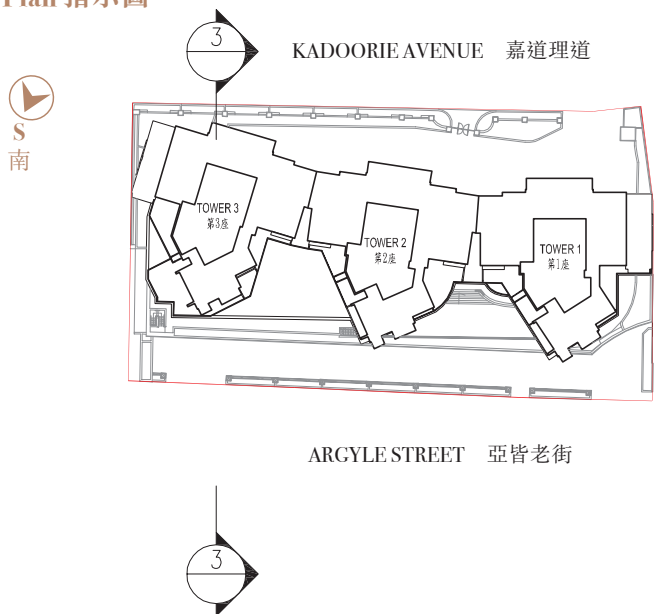 Plan 指示圖
3
KADOORIE AVENUE 嘉道理道
S
南
TOWER 3
第3座
TOWER 2
第2座
TOWER 1
第1座
ARGYLE STREET 亞皆老街
3